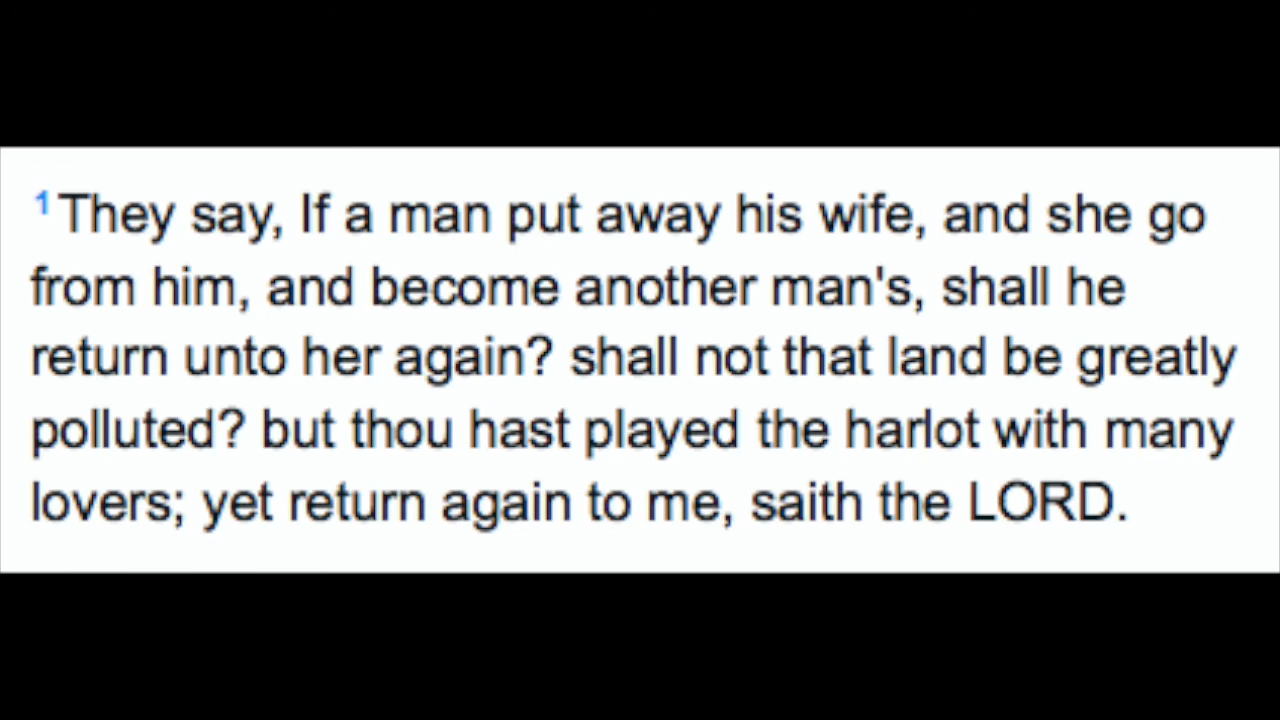 1 They say, If a man put away his wife, and she go
from him, and become another man's, shall he
return unto her again? shall not that land be greatly
polluted? but thou hast played the harlot with many
lovers; yet return again to me, saith the LORD.